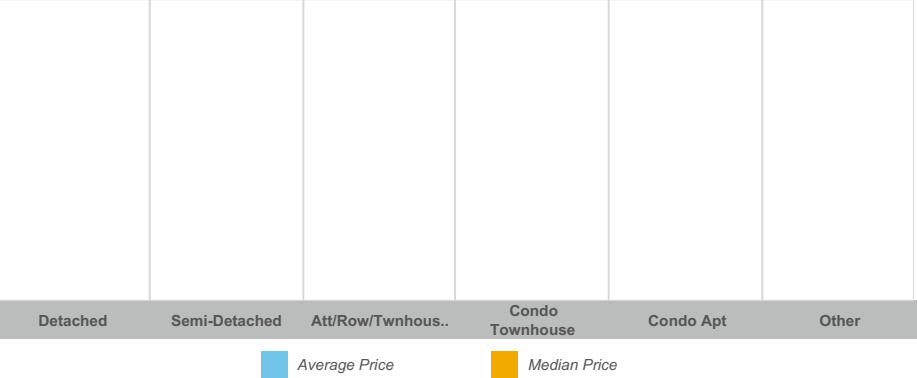 Detached Semi-Detached Att/Row/Twnhous.. Condo Townhouse Condo Apt Other
Average Price Median Price